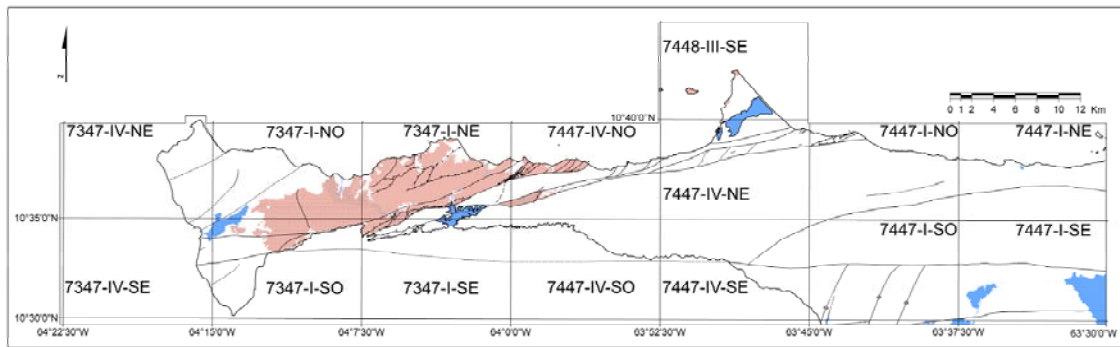 7448-III-SE
0 1 2 4 6 8 10 12
Km
N
10°40'0"N
7347-IV-NE 7347-I-NO 7347-I-NE 7447-IV-NO 7447-I-NO 7447-I-NE
7447-IV-NE
10°35'0"N
7447-I-SO 7447-I-SE
7347-IV-SE 7347-I-SO 7347-I-SE 7447-IV-SO 7447-IV-SE
10°30'0"N
04°22'30"W 04°15'0"W 04°7'30"W 04°0'0"W 03°52'30"W 03°45'0"W 03°37'30"W 63°30'0"W